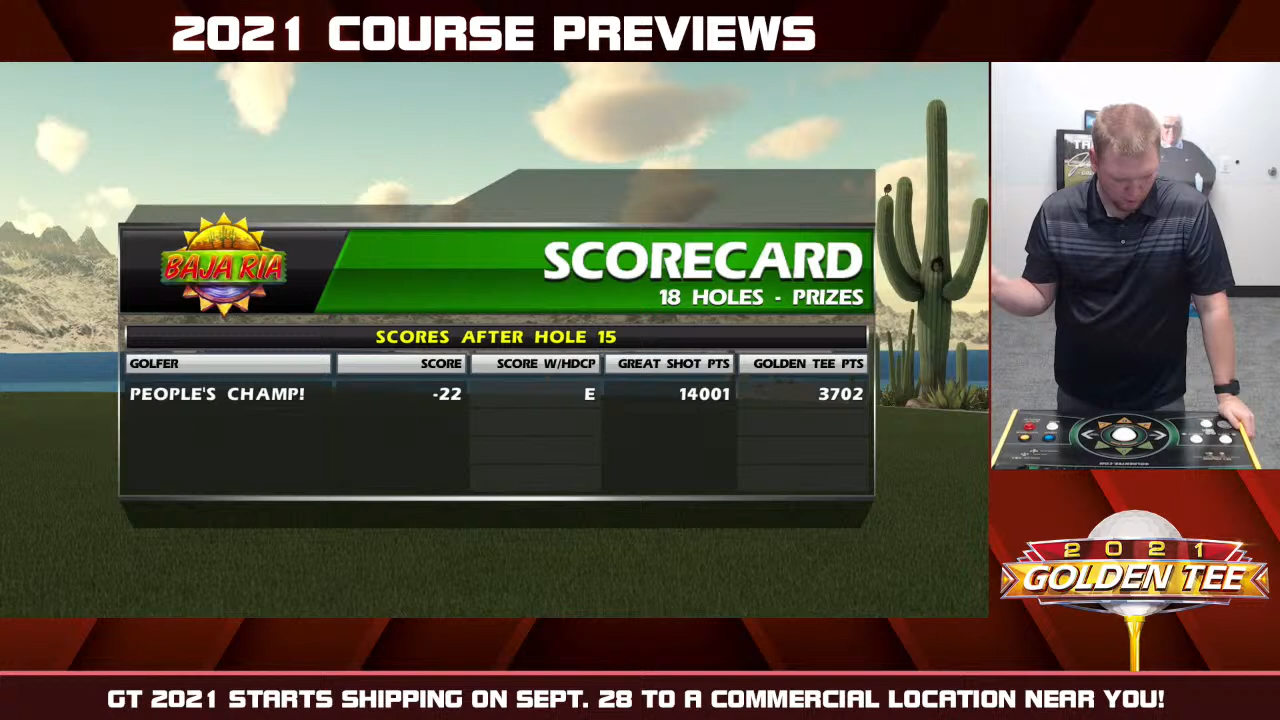 2021 COURSE PREVIEWS
BAJA RIA
SCORECARD
18 HOLES - PRIZES
SCORES AFTER HOLE 15
GOLFER SCORE SCORE W/HDCP GREAT SHOT PTS GOLDEN TEE PTS
PEOPLE'S CHAMP! -22 E 14001 3702
2021
GOLDEN TEE
GT 2021 STARTS SHIPPING ON SEPT. 28 TO A COMMERCIAL LOCATION NEAR YOU!